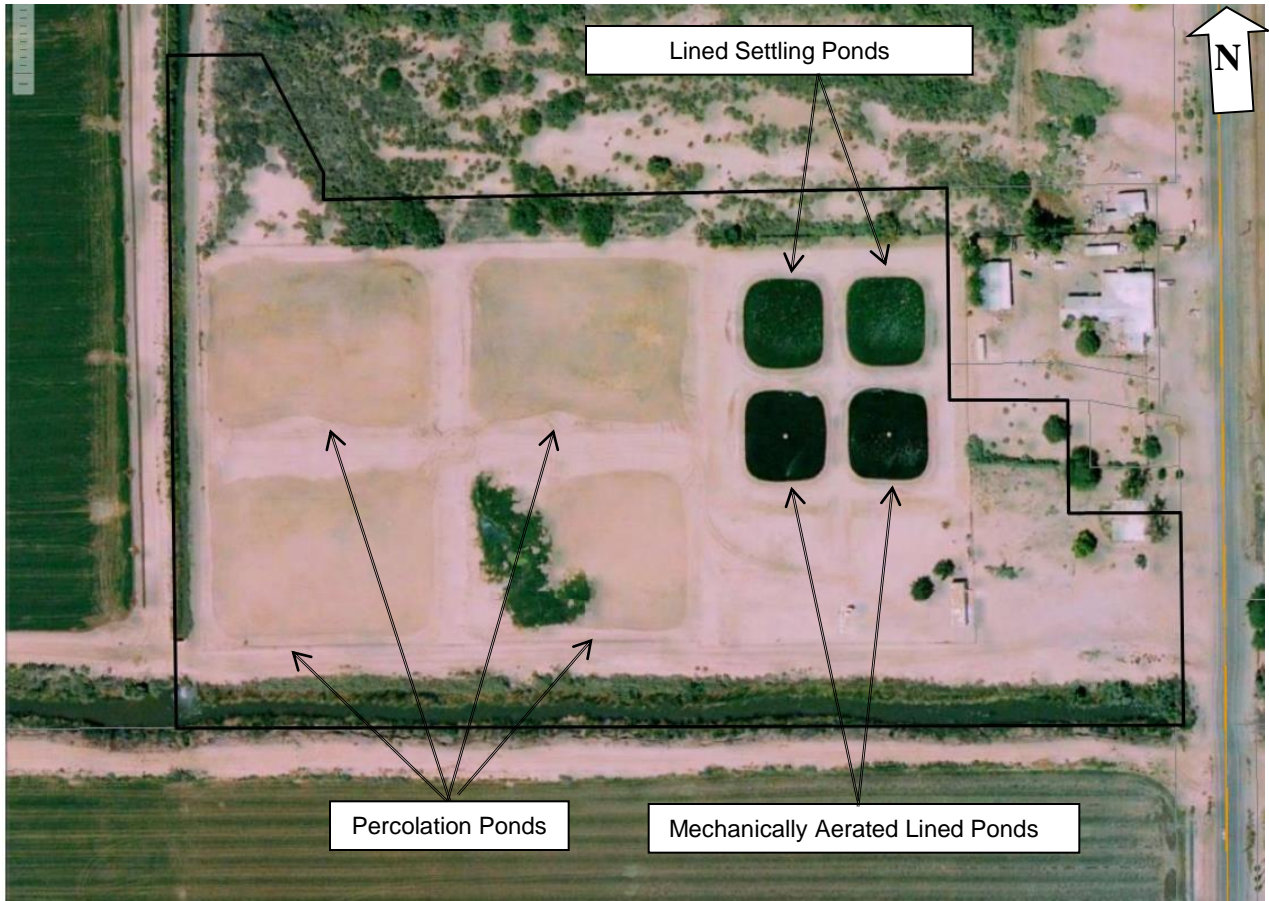 Lined Settling Ponds
N
Percolation Ponds
Mechanically Aerated Lined Ponds